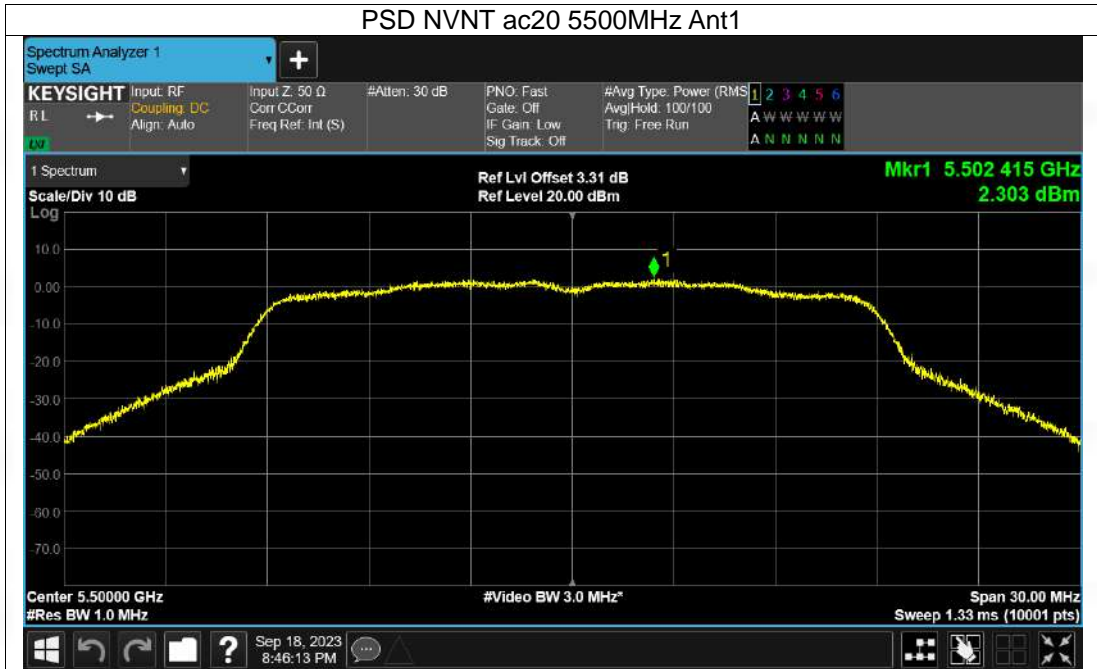 PSD NVNT ac20 5500MHz Ant1
Spectrum Analyzer 1
Swept SA
+
KEYSIGHT
RL
LXI
Input: RF
Coupling: DC
Align: Auto
Input Z: 50 Ω
Corr CCorr
Freq Ref: Int (S)
#Atten: 30 dB
PNO: Fast
Gate: Off
IF Gain: Low
Sig Track: Off
#Avg Type: Power (RMS
Avg|Hold: 100/100
Trig: Free Run
1 2 3 4 5 6
A W W W W W
A N N N N N
1 Spectrum
Scale/Div 10 dB
Log
Ref Lvl Offset 3.31 dB
Ref Level 20.00 dBm
Mkr1 5.502 415 GHz
2.303 dBm
1
10.0
0.00
-10.0
-20.0
-30.0
-40.0
-50.0
-60.0
-70.0
Center 5.50000 GHz
#Res BW 1.0 MHz
#Video BW 3.0 MHz*
Span 30.00 MHz
Sweep 1.33 ms (10001 pts)
?
Sep 18, 2023
8:46:13 PM